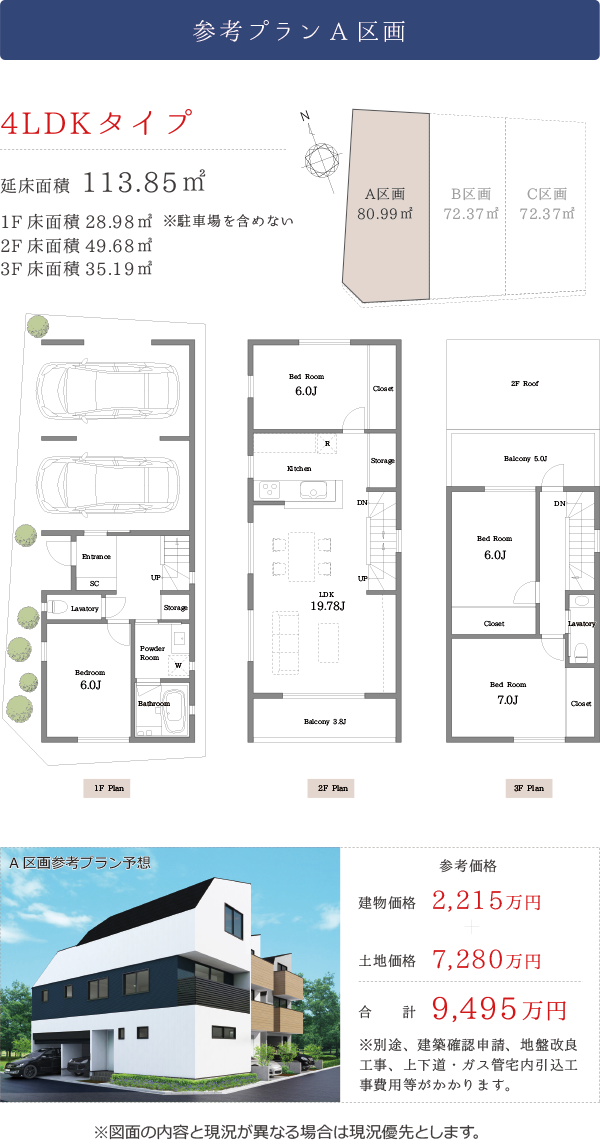 参考プラン A 区画
4LDKタイプ
延床面積 113.85㎡
1F 床面積 28.98㎡ ※駐車場を含めない
2F 床面積 49.68㎡
3F 床面積 35.19㎡
N
A区画
80.99㎡
B区画
72.37㎡
C区画
72.37㎡
Entrance
SC
UP
Lavatory
Storage
Bedroom
6.0J
Powder
Room
W
Bathroom
1F Plan
Bed Room
6.0J
Closet
R
Kitchen
Storage
DN
UP
LDK
19.78J
Balcony 3.8J
2F Plan
2F Roof
Balcony 5.0J
DN
Bed Room
6.0J
Closet
Lavatory
Bed Room
7.0J
Closet
3F Plan
A区画参考プラン予想
参考価格
建物価格 2,215万円
+
土地価格 7,280万円
合 計 9,495万円
※別途、建築確認申請、地盤改良
工事、上下道・ガス管宅内引込工
事費用等がかかります。
※図面の内容と現況が異なる場合は現況優先とします。